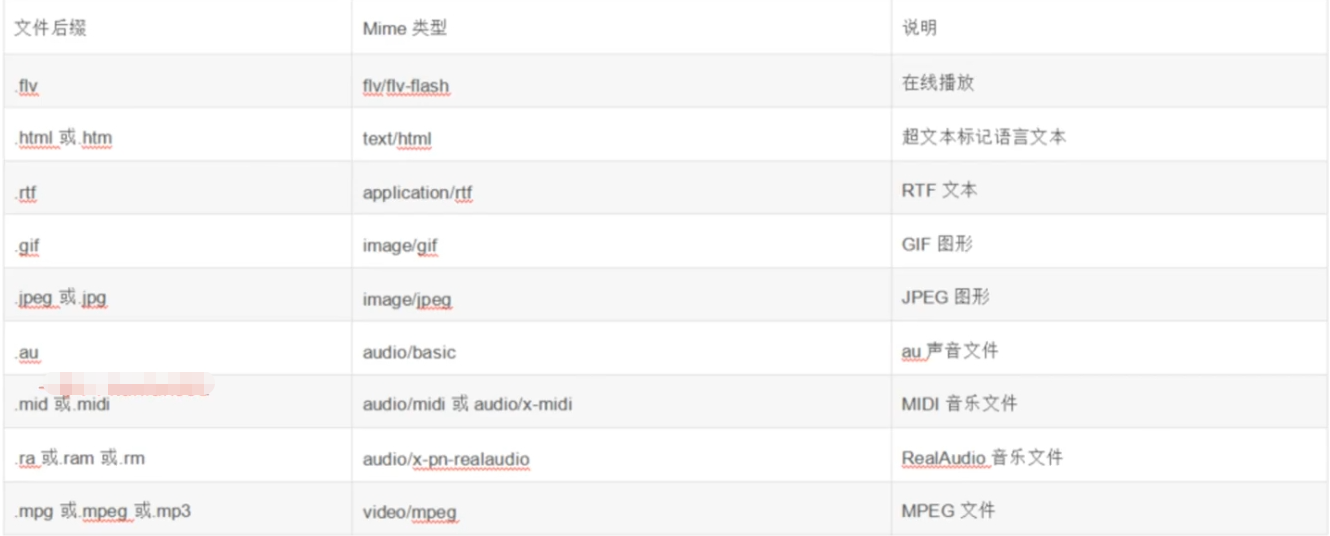 文件后缀 Mime 类型 说明
.flv flv/flv-flash 在线播放
.html 或.htm text/html 超文本标记语言文本
.rtf application/rtf RTF 文本
.gif image/gif GIF 图形
.jpeg 或.jpg image/jpeg JPEG 图形
.au audio/basic au 声音文件
.mid 或.midi audio/midi 或 audio/x-midi MIDI 音乐文件
.ra 或.ram 或.rm audio/x-pn-realaudio RealAudio 音乐文件
.mpg 或.mpeg 或.mp3 video/mpeg MPEG 文件